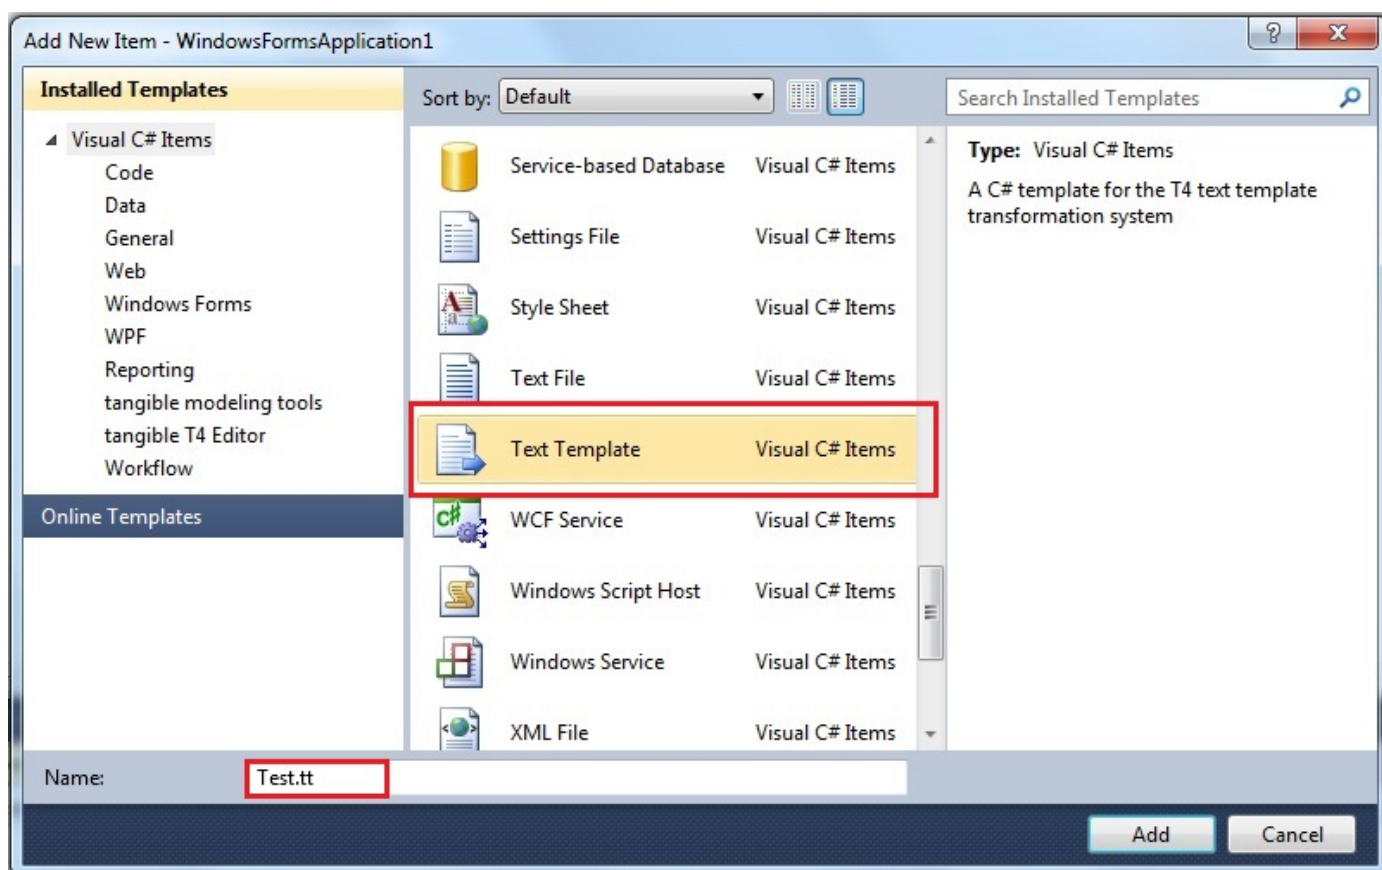 Add New Item - WindowsFormsApplication1
Installed Templates
Visual C# Items
Code
Data
General
Web
Windows Forms
WPF
Reporting
tangible modeling tools
tangible T4 Editor
Workflow
Online Templates
Sort by: Default
Service-based Database Visual C# Items
Settings File Visual C# Items
Style Sheet Visual C# Items
Text File Visual C# Items
Text Template Visual C# Items
WCF Service Visual C# Items
Windows Script Host Visual C# Items
Windows Service Visual C# Items
XML File Visual C# Items
Search Installed Templates
Type: Visual C# Items
A C# template for the T4 text template
transformation system
Name: Test.tt
Add Cancel